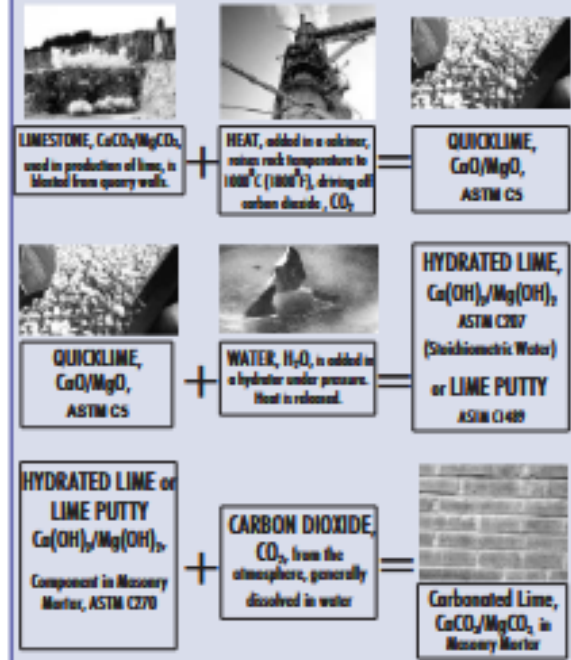 LIMESTONE, CaCO₃/MgCO₃,
used in production of lime, is
blasted from quarry walls.
+
HEAT, added in a calciner,
raises rock temperature to
1000°C (1800°F), driving off
carbon dioxide, CO₂
=
QUICKLIME,
CaO/MgO,
ASTM C5
QUICKLIME,
CaO/MgO,
ASTM C5
+
WATER, H₂O, is added in
a hydrator under pressure.
Heat is released.
=
HYDRATED LIME,
Ca(OH)₂/Mg(OH)₂
ASTM C207
(Stoichiometric Water)
or LIME PUTTY
ASTM C1489
HYDRATED LIME or
LIME PUTTY
Ca(OH)₂/Mg(OH)₂,
Component in Masonry
Mortar, ASTM C270
+
CARBON DIOXIDE,
CO₂, from the
atmosphere, generally
dissolved in water
=
Carbonated Lime,
CaCO₃/MgCO₃, in
Masonry Mortar